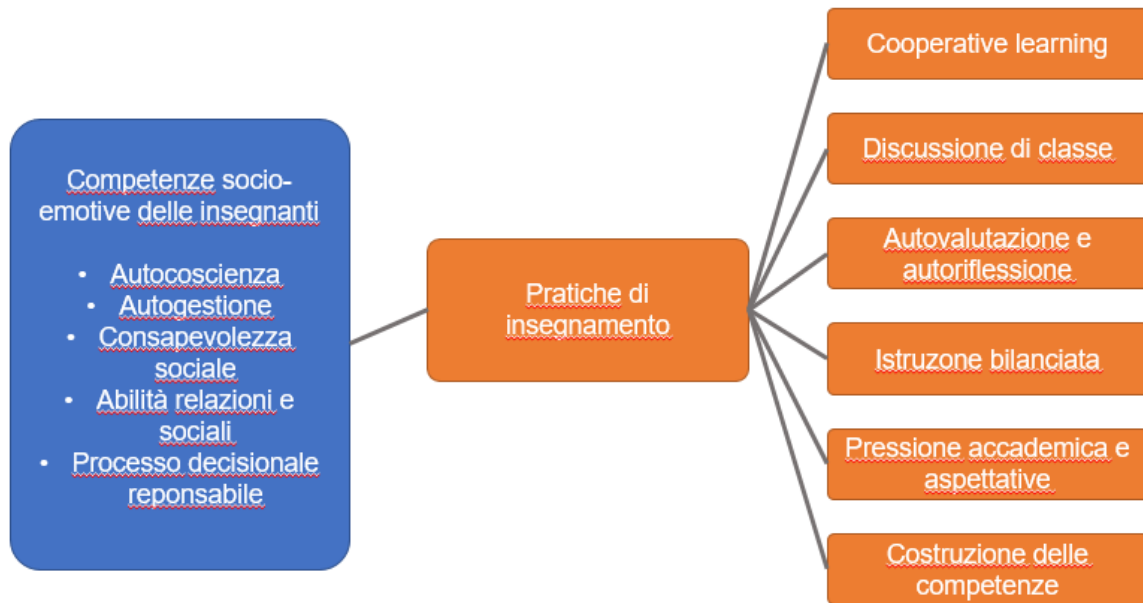 Competenze socio-
emotive delle insegnanti
• Autocoscienza
• Autogestione
• Consapevolezza
sociale
• Abilità relazioni e
sociali
• Processo decisionale
reponsabile
Pratiche di
insegnamento
Cooperative learning
Discussione di classe
Autovalutazione e
autoriflessione
Istruzone bilanciata
Pressione accademica e
aspettative
Costruzione delle
competenze